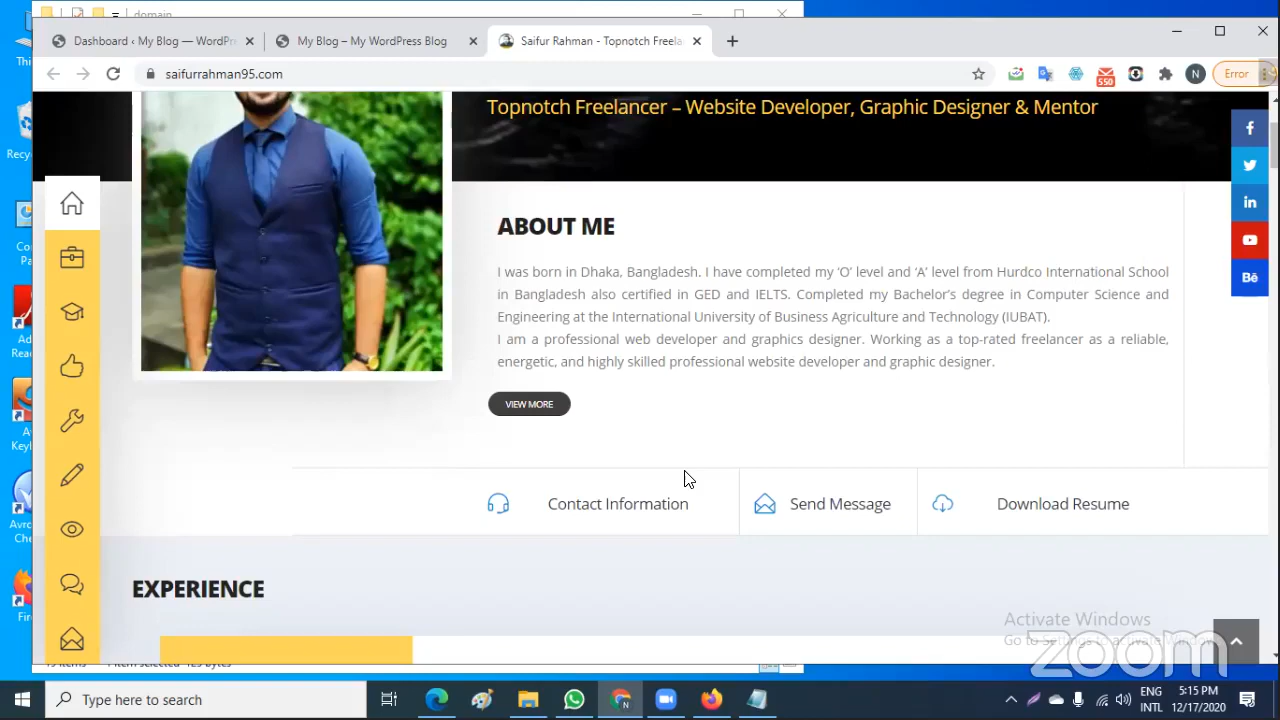 domain
Dashboard ‹ My Blog — WordPr
My Blog – My WordPress Blog
Saifur Rahman - Topnotch Freela
saifurrahman95.com
550
N
Error
Topnotch Freelancer – Website Developer, Graphic Designer & Mentor
ABOUT ME
I was born in Dhaka, Bangladesh. I have completed my ‘O’ level and ‘A’ level from Hurdco International School
in Bangladesh also certified in GED and IELTS. Completed my Bachelor’s degree in Computer Science and
Engineering at the International University of Business Agriculture and Technology (IUBAT).
I am a professional web developer and graphics designer. Working as a top-rated freelancer as a reliable,
energetic, and highly skilled professional website developer and graphic designer.
VIEW MORE
Contact Information
Send Message
Download Resume
EXPERIENCE
Activate Windows
zoom
Type here to search
ENG
INTL
5:15 PM
12/17/2020